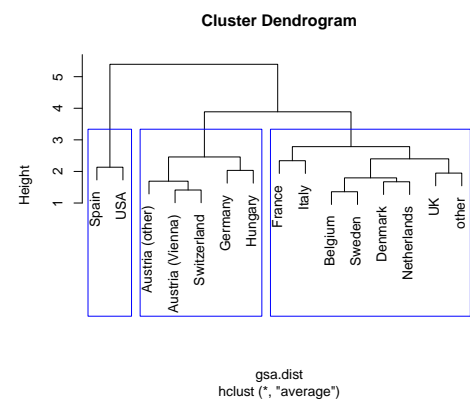 Cluster Dendrogram
Height
5
4
3
2
1
Spain
USA
Austria (other)
Austria (Vienna)
Switzerland
Germany
Hungary
France
Italy
Belgium
Sweden
Denmark
Netherlands
UK
other
gsa.dist
hclust (*, "average")